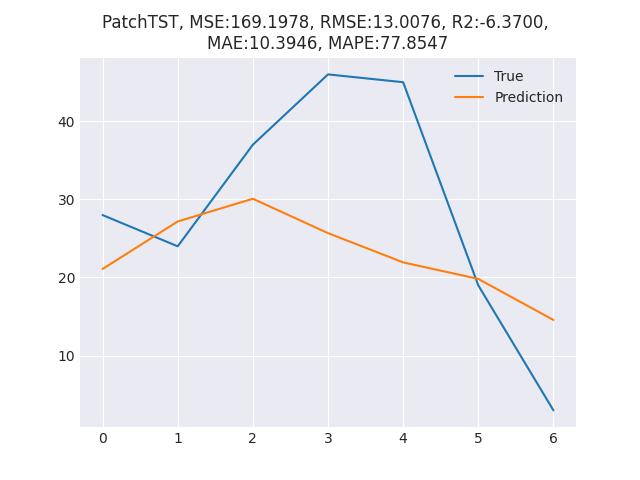 PatchTST, MSE:169.1978, RMSE:13.0076, R2:-6.3700,
MAE:10.3946, MAPE:77.8547
True
Prediction
40
30
20
10
0 1 2 3 4 5 6